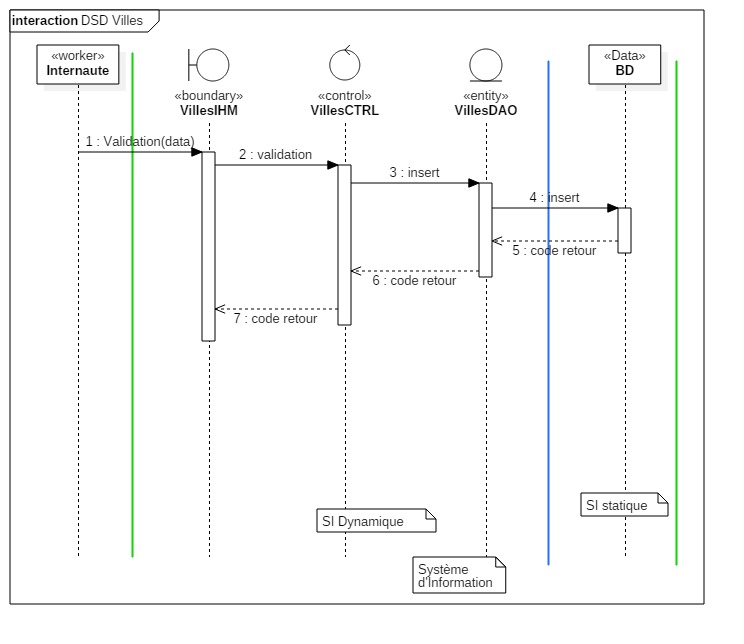 interaction DSD Villes
«worker»
Internaute
«boundary»
VillesIHM
«control»
VillesCTRL
«entity»
VillesDAO
«Data»
BD
1 : Validation(data)
2 : validation
3 : insert
4 : insert
5 : code retour
6 : code retour
7 : code retour
SI statique
SI Dynamique
Système
d'Information